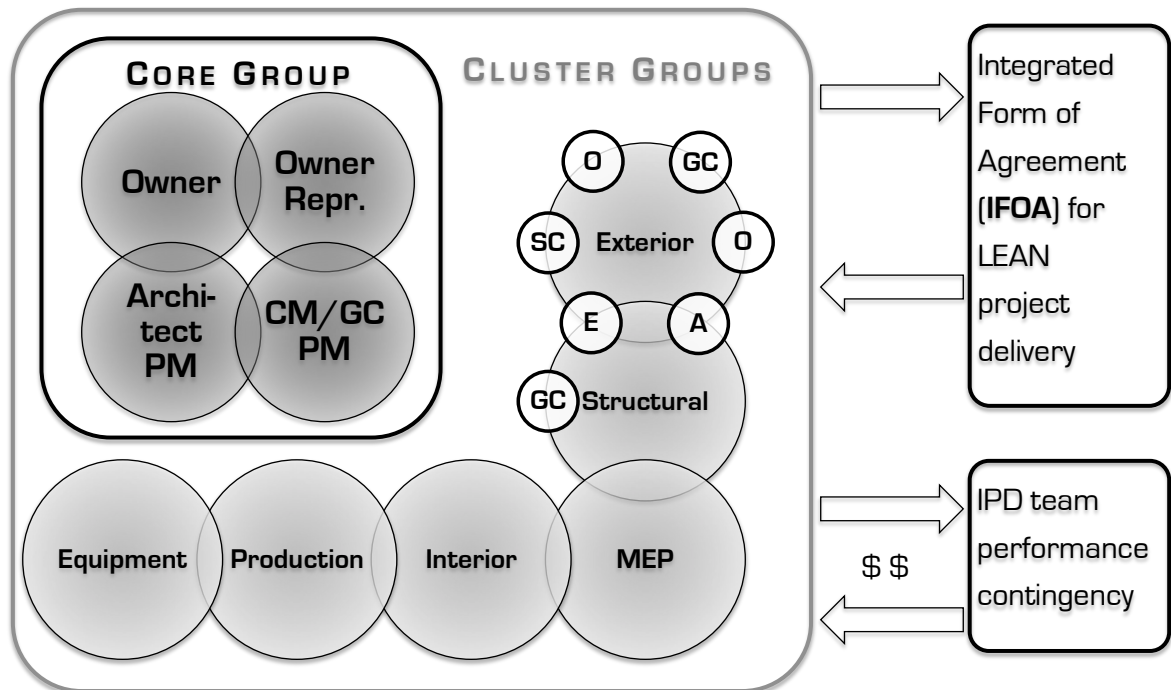 CORE GROUP
Owner
Owner
Repr.
Archi-
tect
PM
CM/GC
PM
CLUSTER GROUPS
O
GC
SC
Exterior
O
E
A
GC
Structural
Equipment
Production
Interior
MEP
Integrated
Form of
Agreement
(IFOA) for
LEAN
project
delivery
$ $
IPD team
performance
contingency